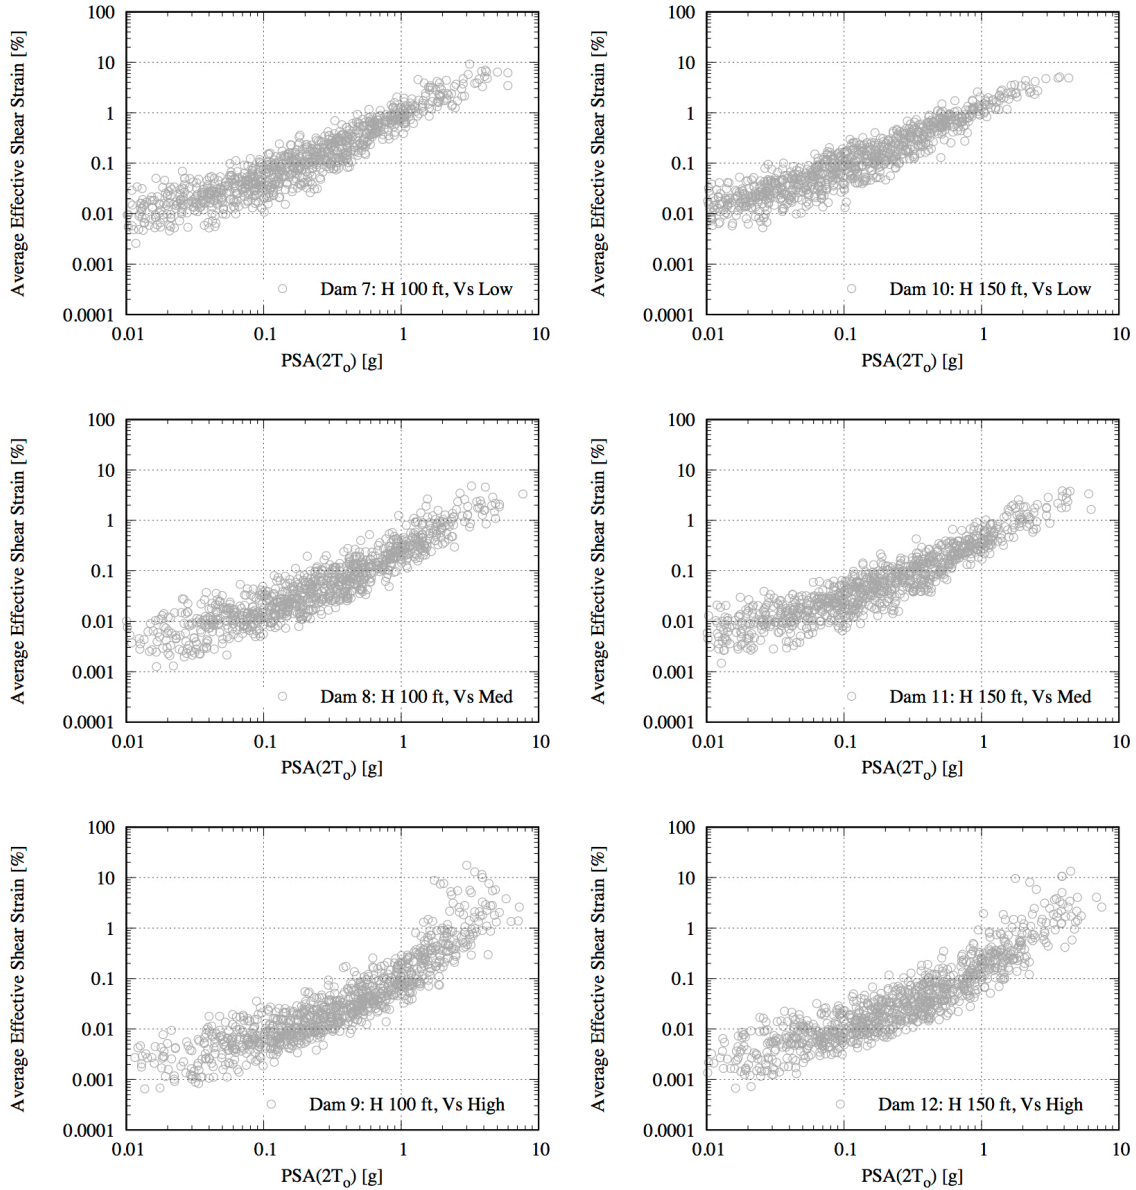 100
10
1
0.1
0.01
0.001
0.0001
Average Effective Shear Strain [%]
Dam 7: H 100 ft, Vs Low
0.01 0.1 1 10
PSA(2To) [g]
100
10
1
0.1
0.01
0.001
0.0001
Average Effective Shear Strain [%]
Dam 10: H 150 ft, Vs Low
0.01 0.1 1 10
PSA(2To) [g]
100
10
1
0.1
0.01
0.001
0.0001
Average Effective Shear Strain [%]
Dam 8: H 100 ft, Vs Med
0.01 0.1 1 10
PSA(2To) [g]
100
10
1
0.1
0.01
0.001
0.0001
Average Effective Shear Strain [%]
Dam 11: H 150 ft, Vs Med
0.01 0.1 1 10
PSA(2To) [g]
100
10
1
0.1
0.01
0.001
0.0001
Average Effective Shear Strain [%]
Dam 9: H 100 ft, Vs High
0.01 0.1 1 10
PSA(2To) [g]
100
10
1
0.1
0.01
0.001
0.0001
Average Effective Shear Strain [%]
Dam 12: H 150 ft, Vs High
0.01 0.1 1 10
PSA(2To) [g]